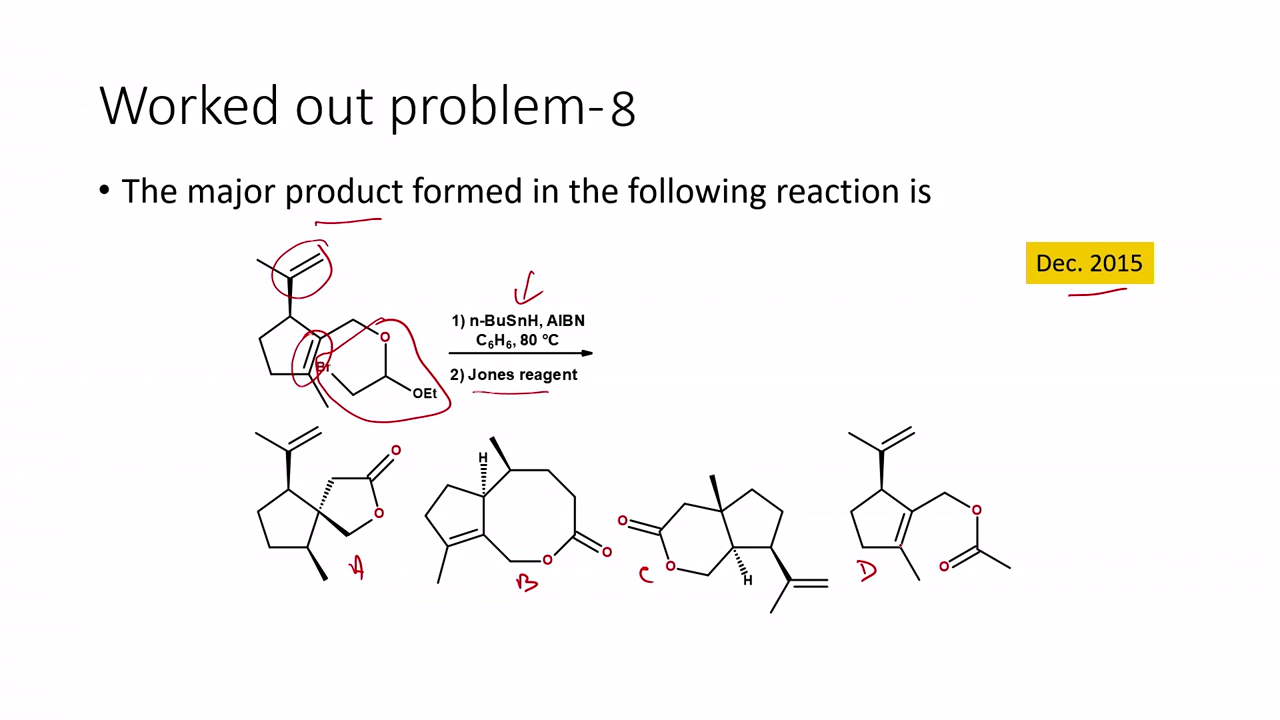 Worked out problem-8
• The major product formed in the following reaction is
Dec. 2015
1) n-BuSnH, AIBN
C₆H₆, 80 °C
2) Jones reagent
O
Br
OEt
O
O
A
H
O
O
B
O
O
H
C
O
O
D